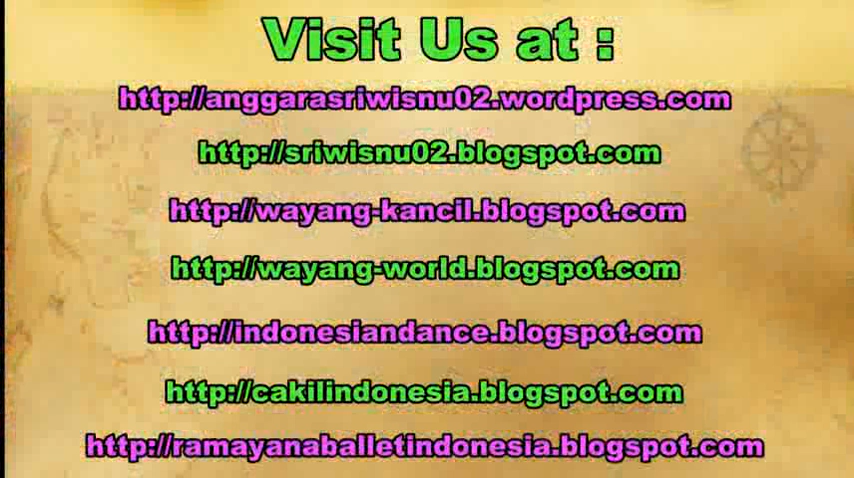 Visit Us at :
http://anggarasriwisnu02.wordpress.com
http://sriwisnu02.blogspot.com
http://wayang-kancil.blogspot.com
http://wayang-world.blogspot.com
http://indonesiandance.blogspot.com
http://cakilindonesia.blogspot.com
http://ramayanaballetindonesia.blogspot.com